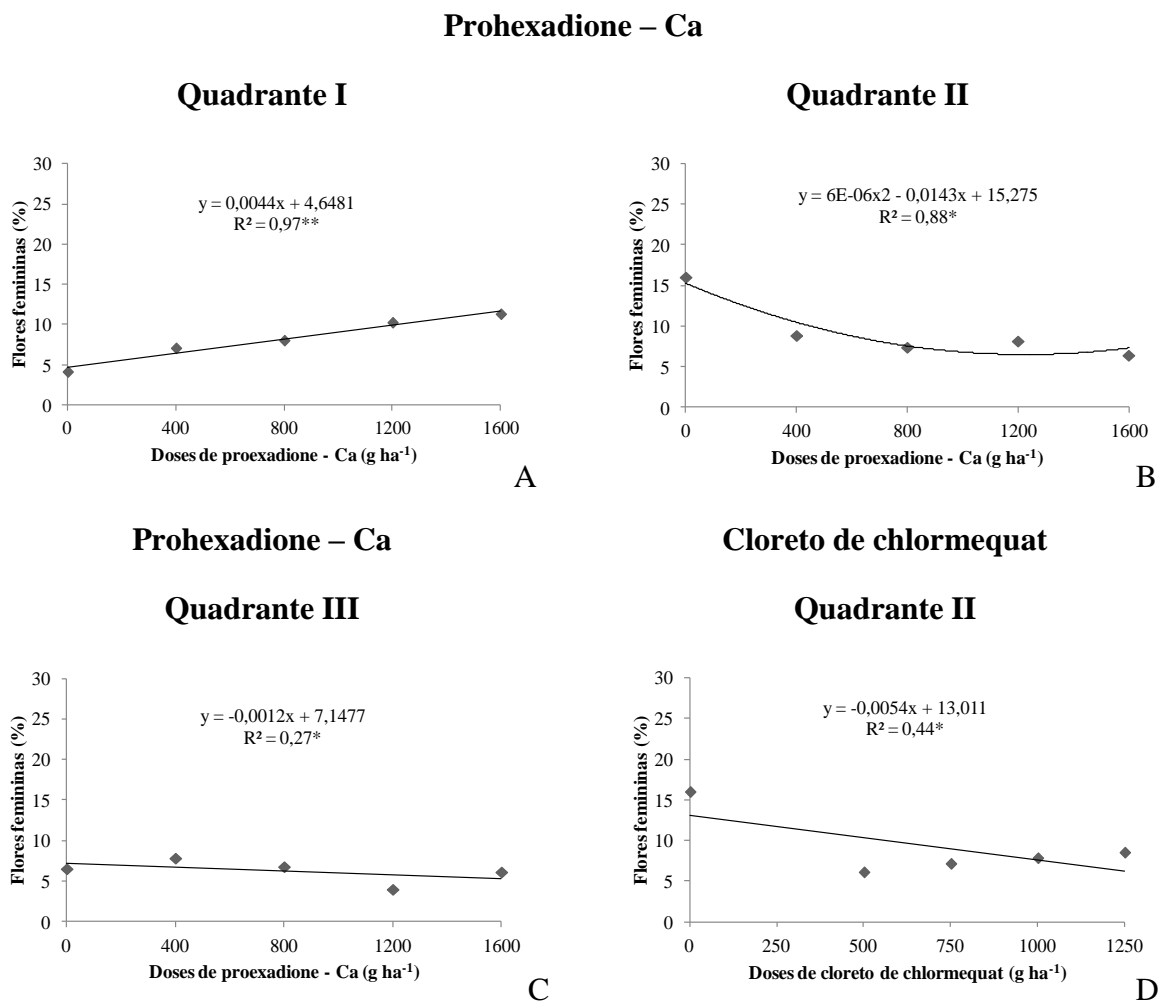 Prohexadione – Ca
Quadrante I
Quadrante II
Flores femininas (%)
30
25
20
15
10
5
0
y = 0,0044x + 4,6481
R² = 0,97**
0 400 800 1200 1600
Doses de proexadione - Ca (g ha-1)
A
Flores femininas (%)
30
25
20
15
10
5
0
y = 6E-06x2 - 0,0143x + 15,275
R² = 0,88*
0 400 800 1200 1600
Doses de proexadione - Ca (g ha-1)
B
Prohexadione – Ca
Cloreto de chlormequat
Quadrante III
Quadrante II
Flores femininas (%)
30
25
20
15
10
5
0
y = -0,0012x + 7,1477
R² = 0,27*
0 400 800 1200 1600
Doses de proexadione - Ca (g ha-1)
C
Flores femininas (%)
30
25
20
15
10
5
0
y = -0,0054x + 13,011
R² = 0,44*
0 250 500 750 1000 1250
Doses de cloreto de chlormequat (g ha-1)
D